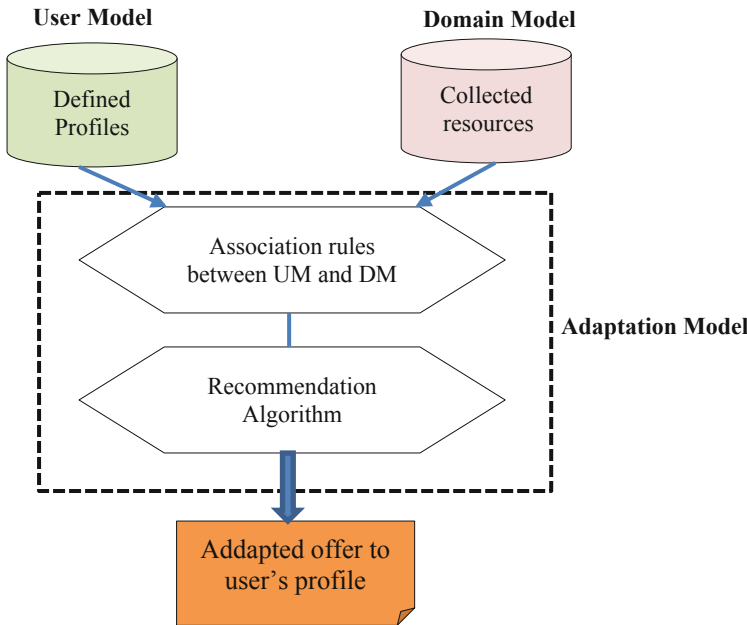 User Model
Domain Model
Defined
Profiles
Collected
resources
Association rules
between UM and DM
Adaptation Model
Recommendation
Algorithm
Addapted offer to
user’s profile